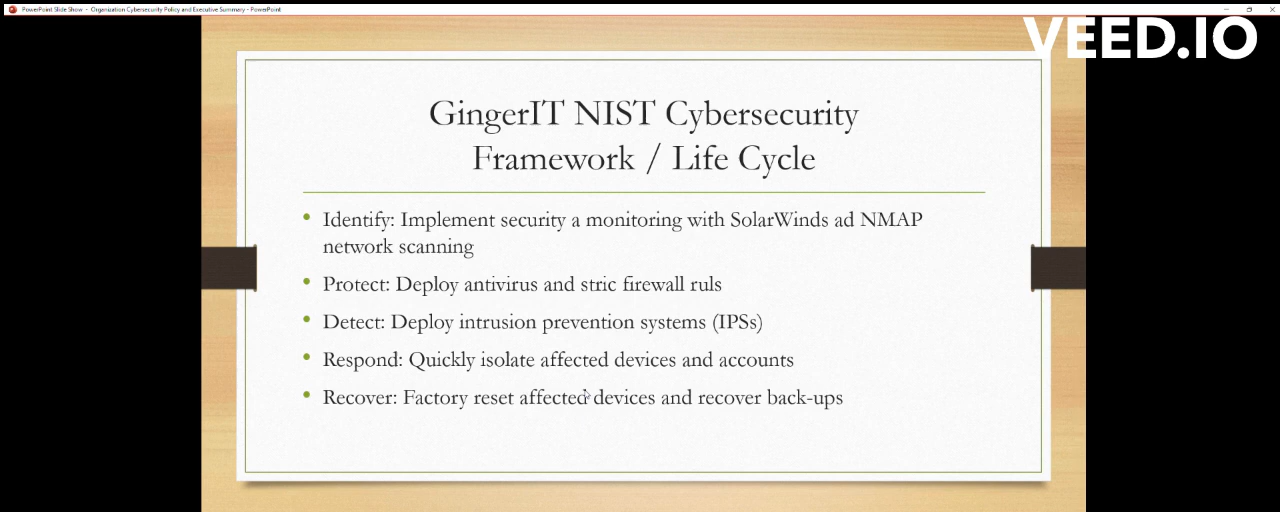 PowerPoint Slide Show - Organization Cybersecurity Policy and Executive Summary - PowerPoint
VEED.IO
GingerIT NIST Cybersecurity
Framework / Life Cycle
• Identify: Implement security a monitoring with SolarWinds ad NMAP
network scanning
• Protect: Deploy antivirus and stric firewall ruls
• Detect: Deploy intrusion prevention systems (IPSs)
• Respond: Quickly isolate affected devices and accounts
• Recover: Factory reset affected devices and recover back-ups